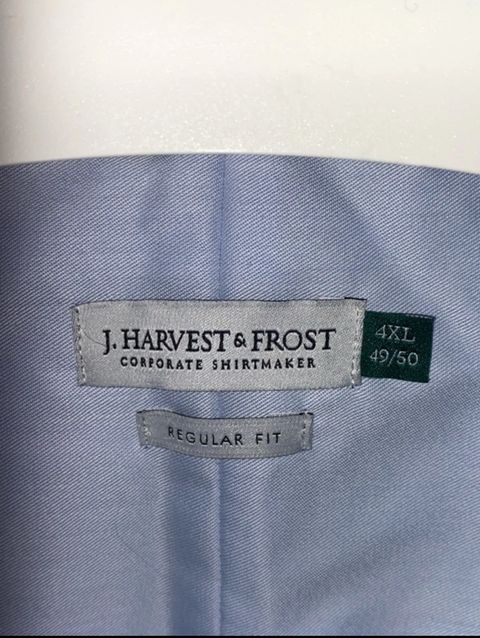 J. HARVEST & FROST
CORPORATE SHIRTMAKER
4XL
49/50
REGULAR FIT